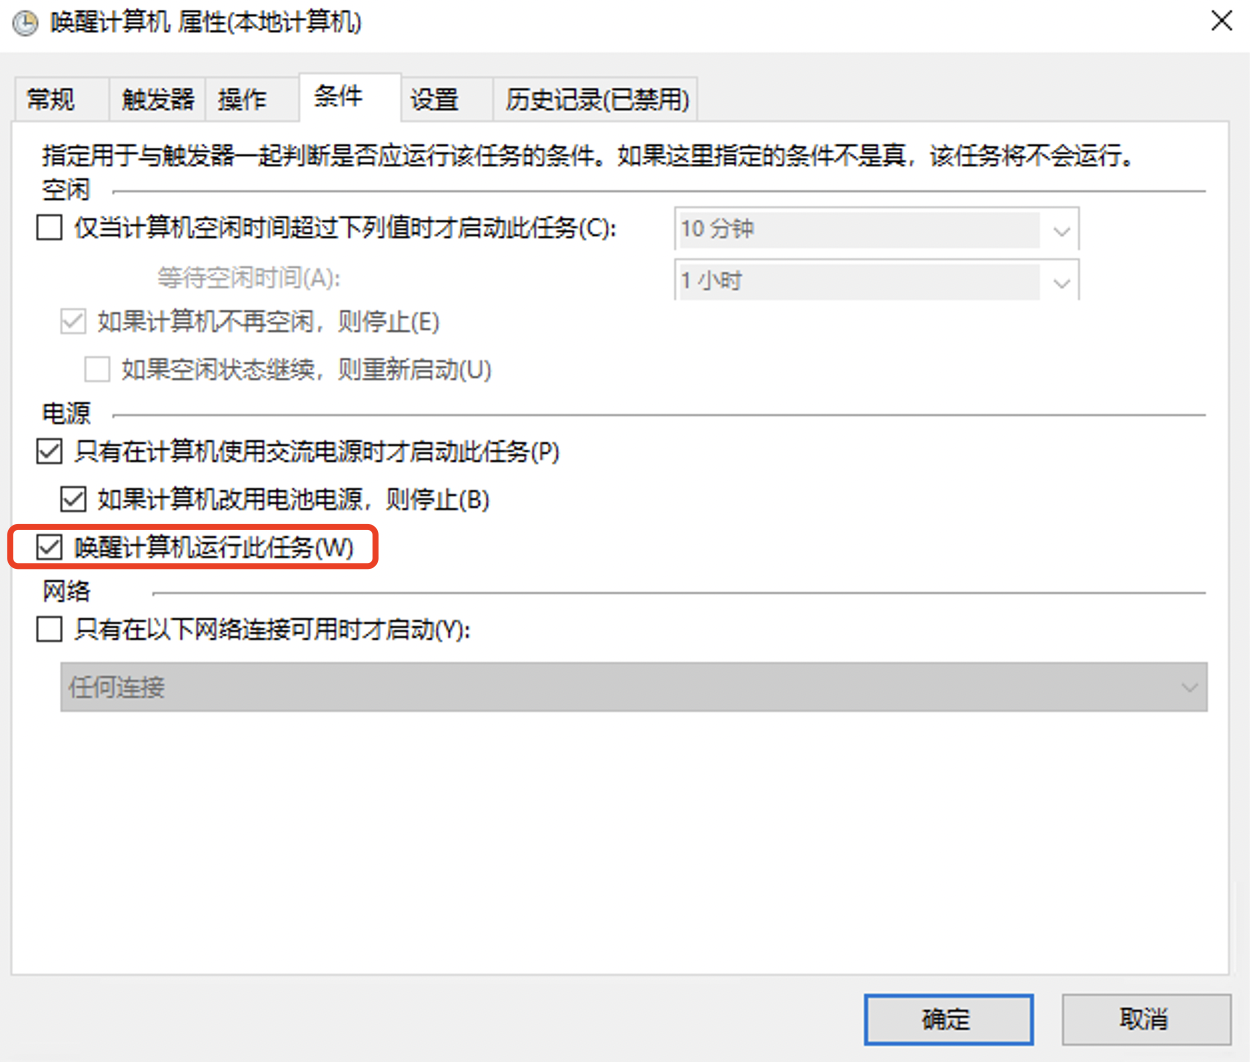 唤醒计算机 属性(本地计算机)
常规 触发器 操作 条件 设置 历史记录(已禁用)
指定用于与触发器一起判断是否应运行该任务的条件。如果这里指定的条件不是真，该任务将不会运行。
空闲
仅当计算机空闲时间超过下列值时才启动此任务(C): 10 分钟
等待空闲时间(A): 1 小时
如果计算机不再空闲，则停止(E)
如果空闲状态继续，则重新启动(U)
电源
只有在计算机使用交流电源时才启动此任务(P)
如果计算机改用电池电源，则停止(B)
唤醒计算机运行此任务(W)
网络
只有在以下网络连接可用时才启动(Y):
任何连接
确定 取消